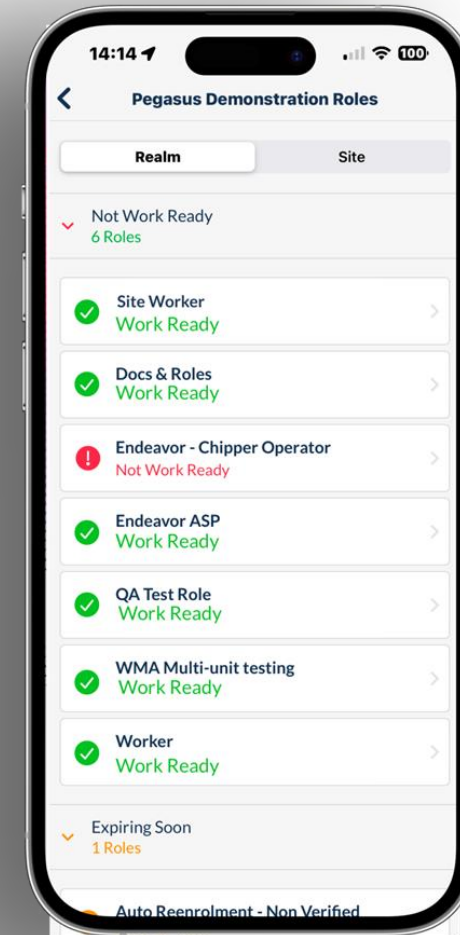 14:14
100
Pegasus Demonstration Roles
Realm
Site
Not Work Ready
6 Roles
Site Worker
Work Ready
Docs & Roles
Work Ready
Endeavor - Chipper Operator
Not Work Ready
Endeavor ASP
Work Ready
QA Test Role
Work Ready
WMA Multi-unit testing
Work Ready
Worker
Work Ready
Expiring Soon
1 Roles
Auto Reenrolment - Non Verified